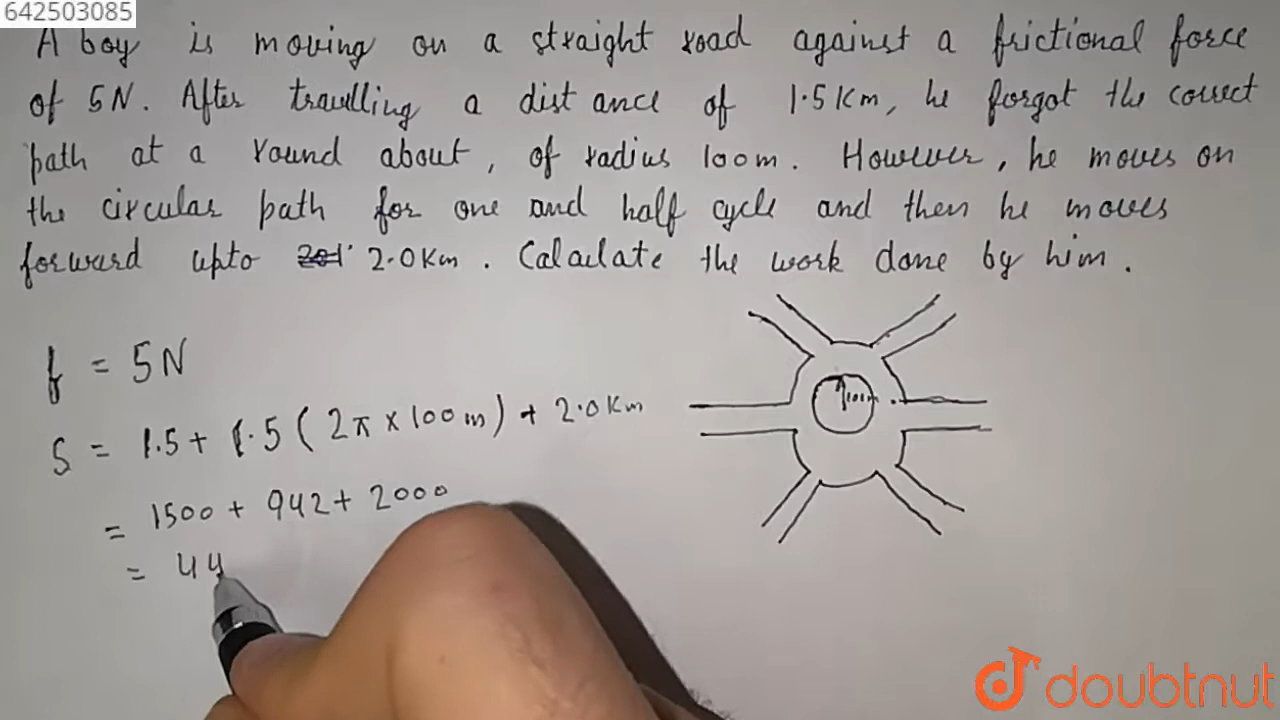 642503085
A boy is moving on a straight road against a frictional force
of 5N. After travelling a distance of 1.5 Km, he forgot the correct
path at a round about, of radius 100m. However, he moves on
the circular path for one and half cycle and then he moves
forward upto 2.0 Km. Calculate the work done by him.
f = 5N
S = 1.5 + 1.5 ( 2π × 100 m ) + 2.0 Km
= 1500 + 942 + 2000
= 44
100m
doubtnut